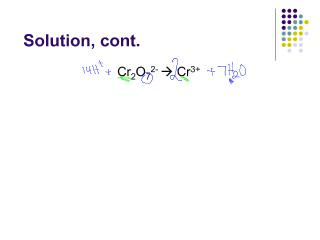 Solution, cont.
14H⁺ + Cr₂O₇²⁻ → 2Cr³⁺ + 7H₂O